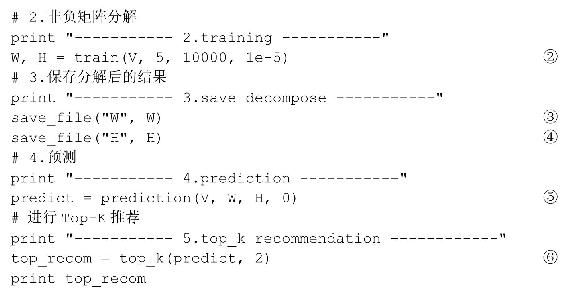 # 2.非负矩阵分解
print "----------- 2.training -----------"
W, H = train(V, 5, 10000, 1e-5) ②
# 3.保存分解后的结果
print "----------- 3.save decompose -----------"
save_file("W", W) ③
save_file("H", H) ④
# 4.预测
print "----------- 4.prediction -----------"
predict = prediction(V, W, H, 0) ⑤
# 进行 Top-K 推荐
print "----------- 5.top_k recommendation ------------"
top_recom = top_k(predict, 2) ⑥
print top_recom